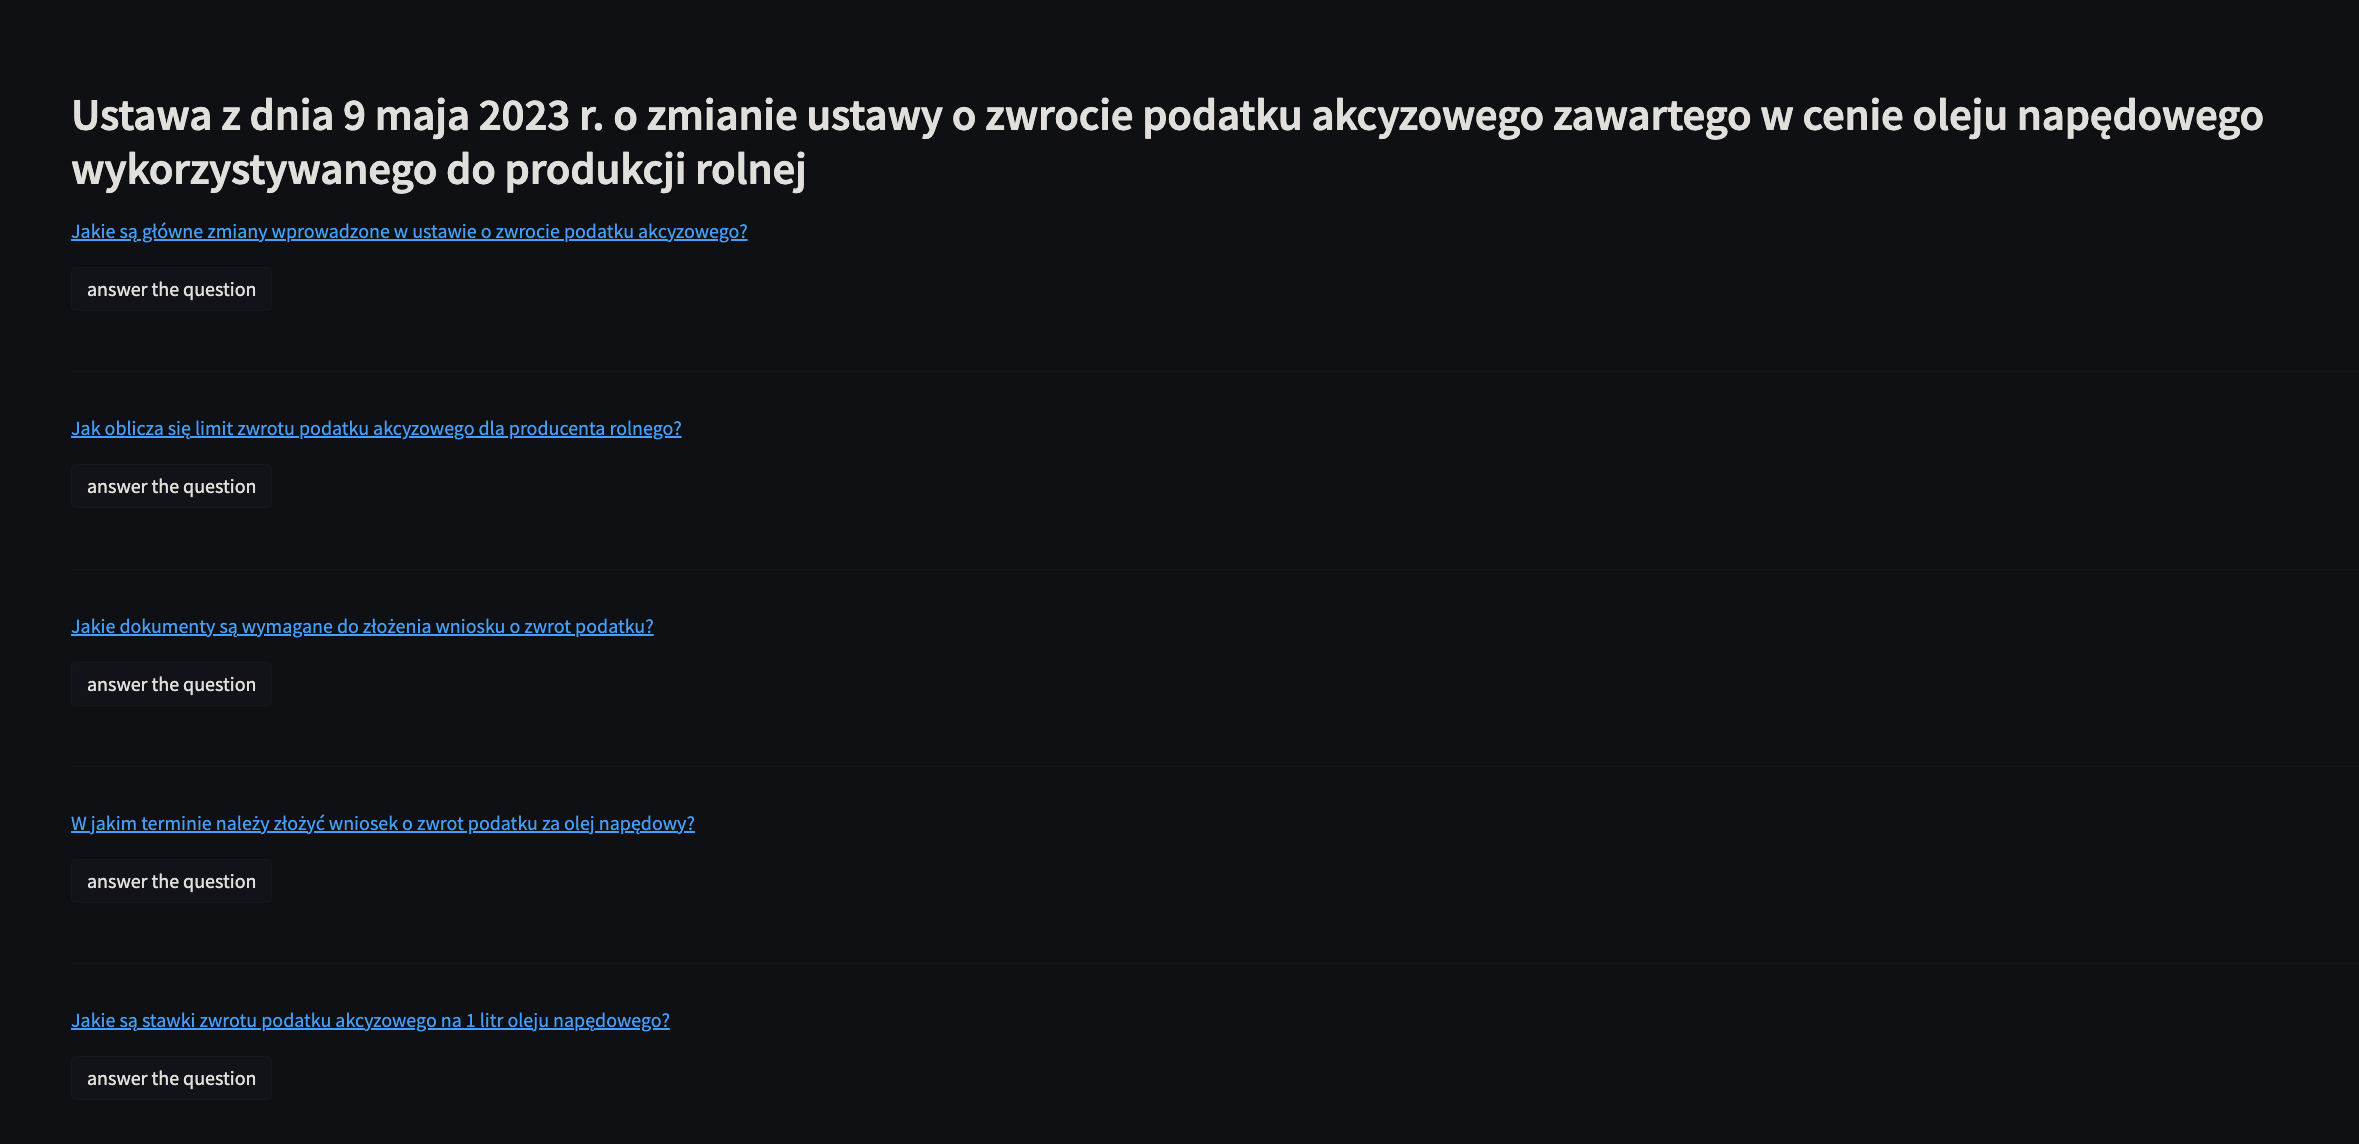 Ustawa z dnia 9 maja 2023 r. o zmianie ustawy o zwrocie podatku akcyzowego zawartego w cenie oleju napędowego
wykorzystywanego do produkcji rolnej
Jakie są główne zmiany wprowadzone w ustawie o zwrocie podatku akcyzowego?
answer the question
Jak oblicza się limit zwrotu podatku akcyzowego dla producenta rolnego?
answer the question
Jakie dokumenty są wymagane do złożenia wniosku o zwrot podatku?
answer the question
W jakim terminie należy złożyć wniosek o zwrot podatku za olej napędowy?
answer the question
Jakie są stawki zwrotu podatku akcyzowego na 1 litr oleju napędowego?
answer the question